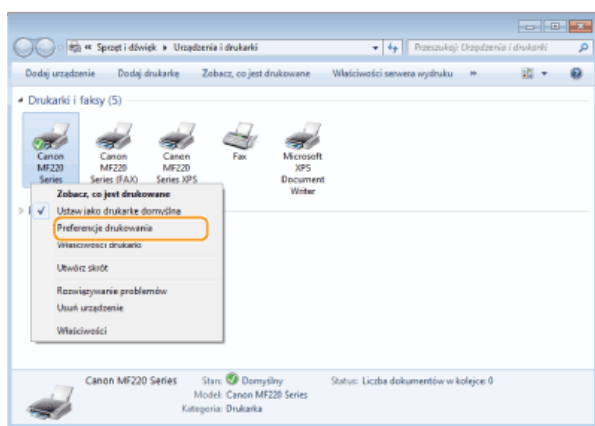 « Sprzęt i dźwięk ▸ Urządzenia i drukarki
Przeszukaj: Urządzenia i drukarki
Dodaj urządzenie Dodaj drukarkę Zobacz, co jest drukowane Właściwości serwera wydruku »
Drukarki i faksy (5)
Canon MF220 Series
Canon MF220 Series (FAX)
Canon MF220 Series XPS
Fax
Microsoft XPS Document Writer
Zobacz, co jest drukowane
Ustaw jako drukarkę domyślną
Preferencje drukowania
Właściwości drukarki
Utwórz skrót
Rozwiązywanie problemów
Usuń urządzenie
Właściwości
Canon MF220 Series Stan: Domyślny Status: Liczba dokumentów w kolejce: 0
Model: Canon MF220 Series
Kategoria: Drukarka